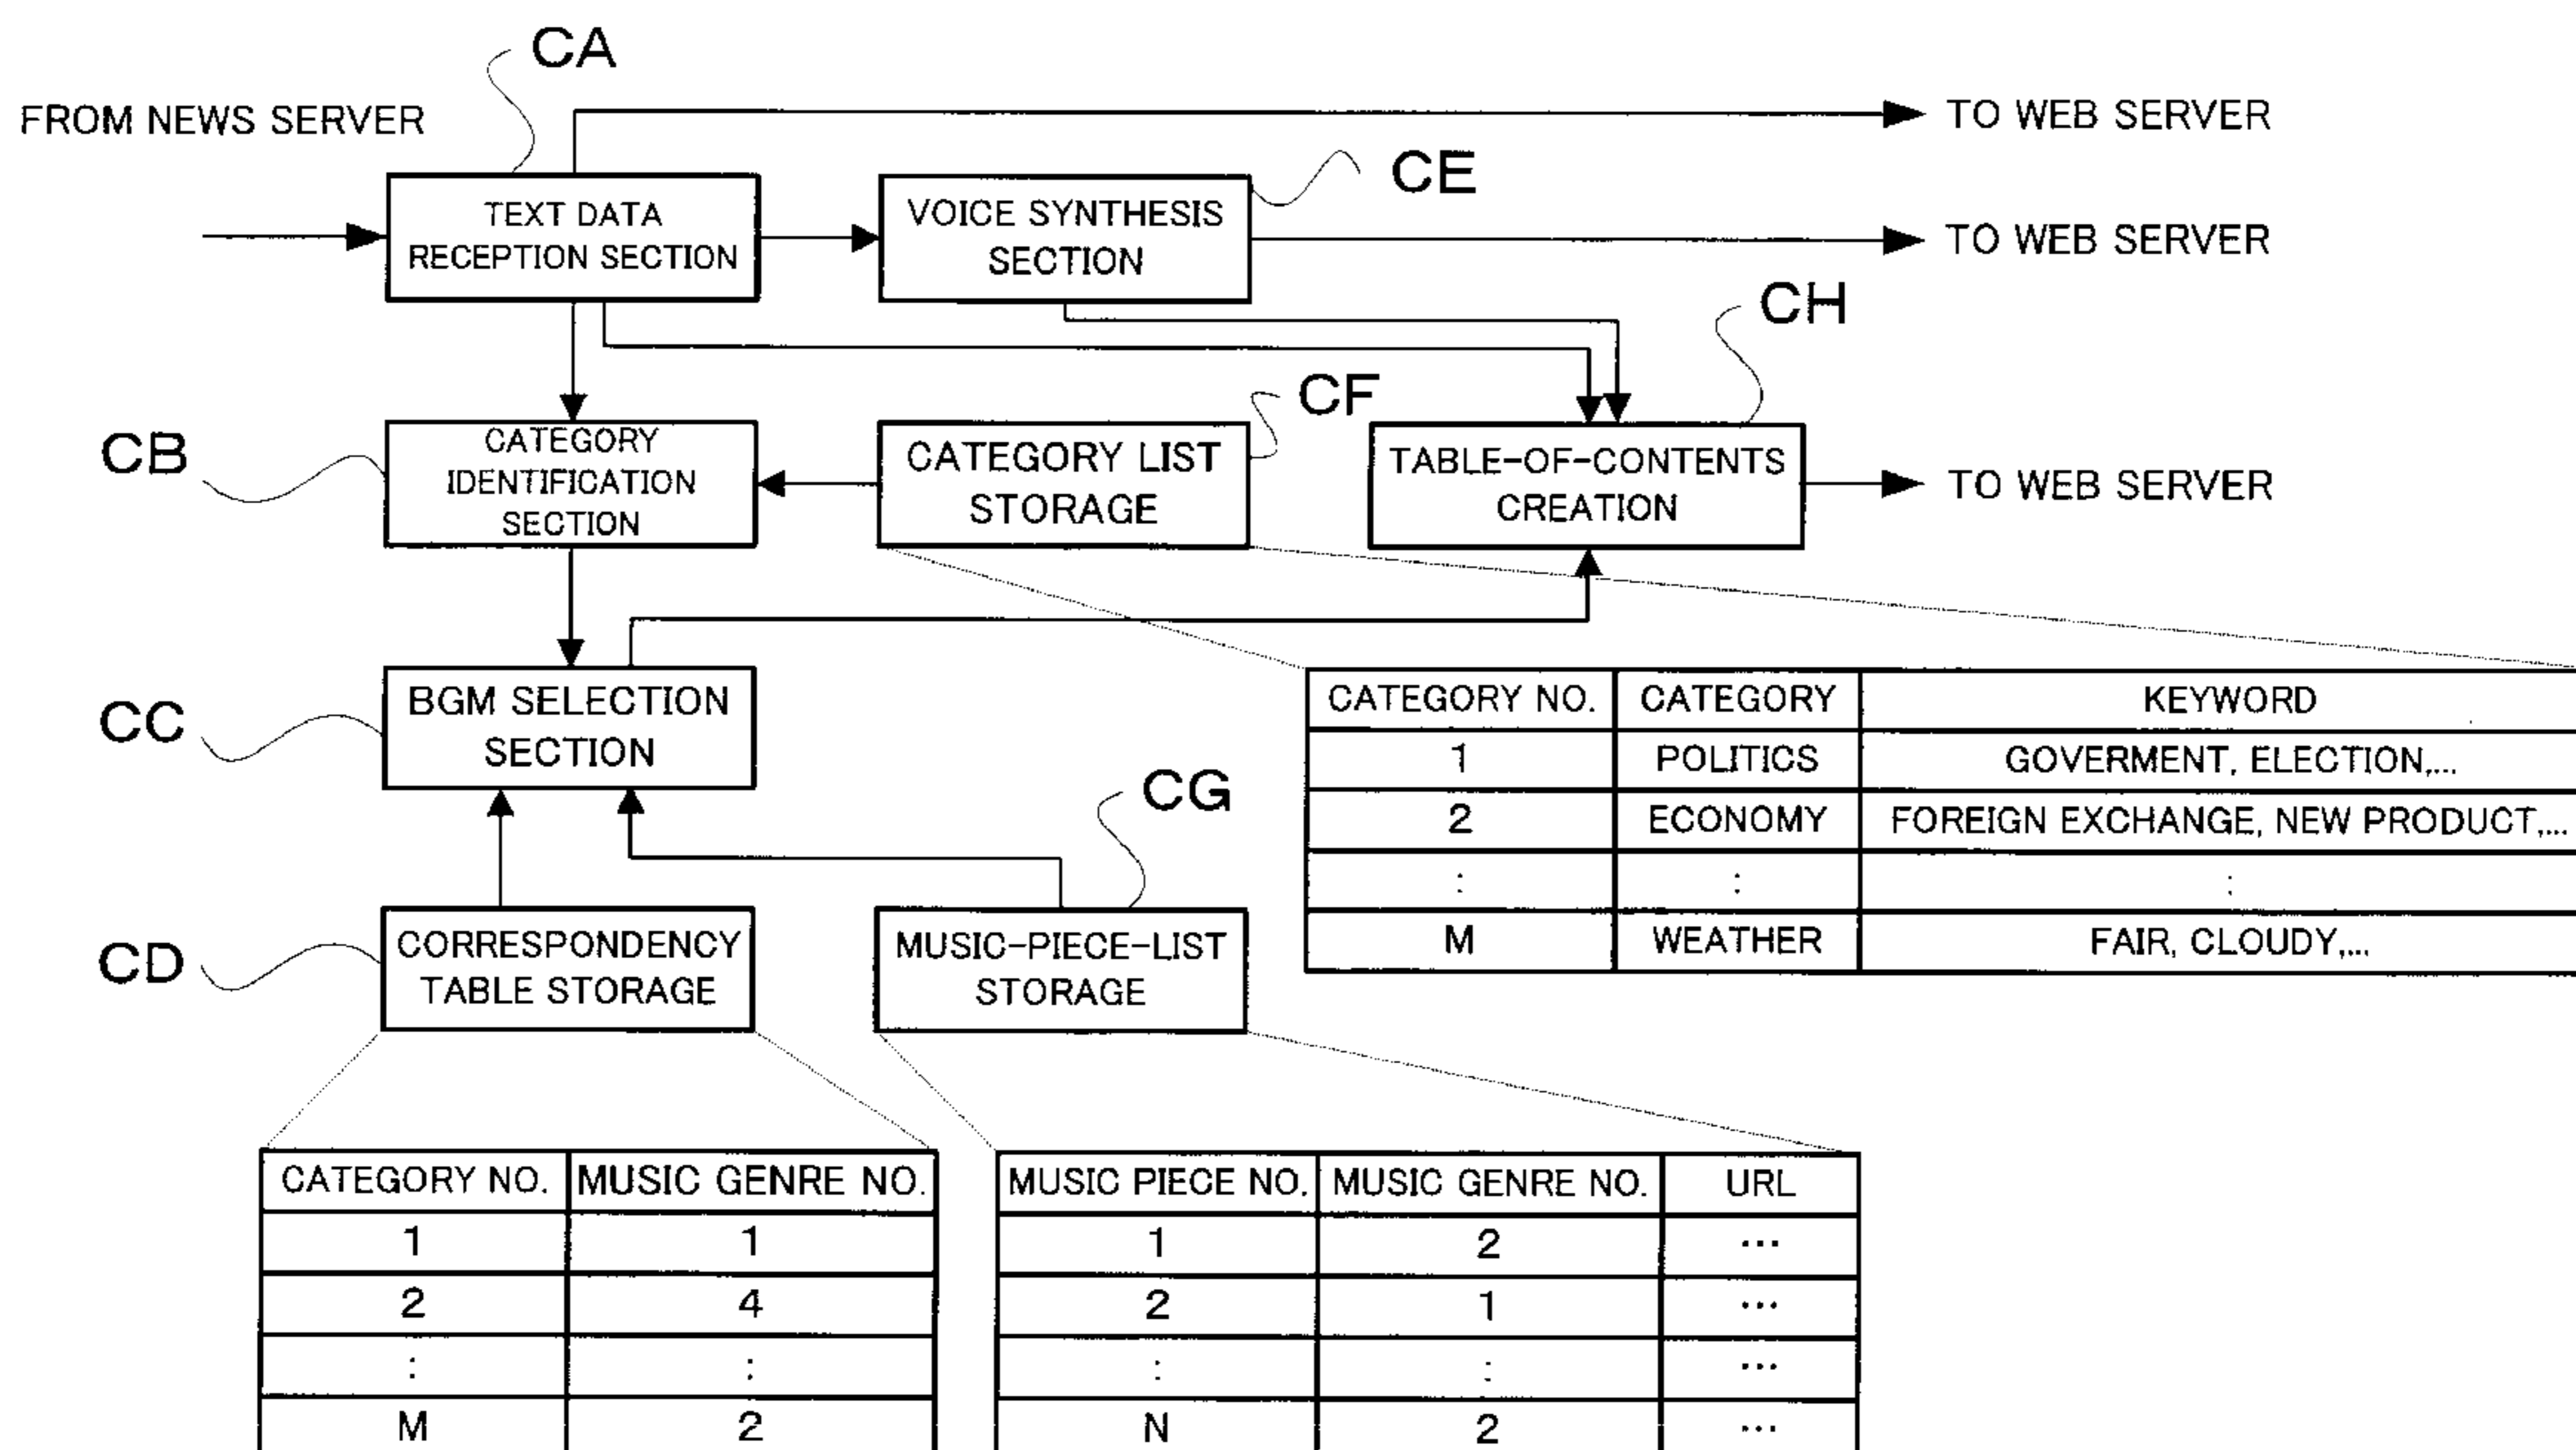 CA
FROM NEWS SERVER
TO WEB SERVER
CE
TEXT DATA
RECEPTION SECTION
VOICE SYNTHESIS
SECTION
TO WEB SERVER
CH
CF
CB
CATEGORY
IDENTIFICATION
SECTION
CATEGORY LIST
STORAGE
TABLE-OF-CONTENTS
CREATION
TO WEB SERVER
CC
BGM SELECTION
SECTION
CATEGORY NO. CATEGORY KEYWORD
1 POLITICS GOVERMENT, ELECTION,...
2 ECONOMY FOREIGN EXCHANGE, NEW PRODUCT,...
: : :
M WEATHER FAIR, CLOUDY,...
CG
CD
CORRESPONDENCY
TABLE STORAGE
MUSIC-PIECE-LIST
STORAGE
CATEGORY NO. MUSIC GENRE NO.
1 1
2 4
: :
M 2
MUSIC PIECE NO. MUSIC GENRE NO. URL
1 2 ...
2 1 ...
: : ...
N 2 ...